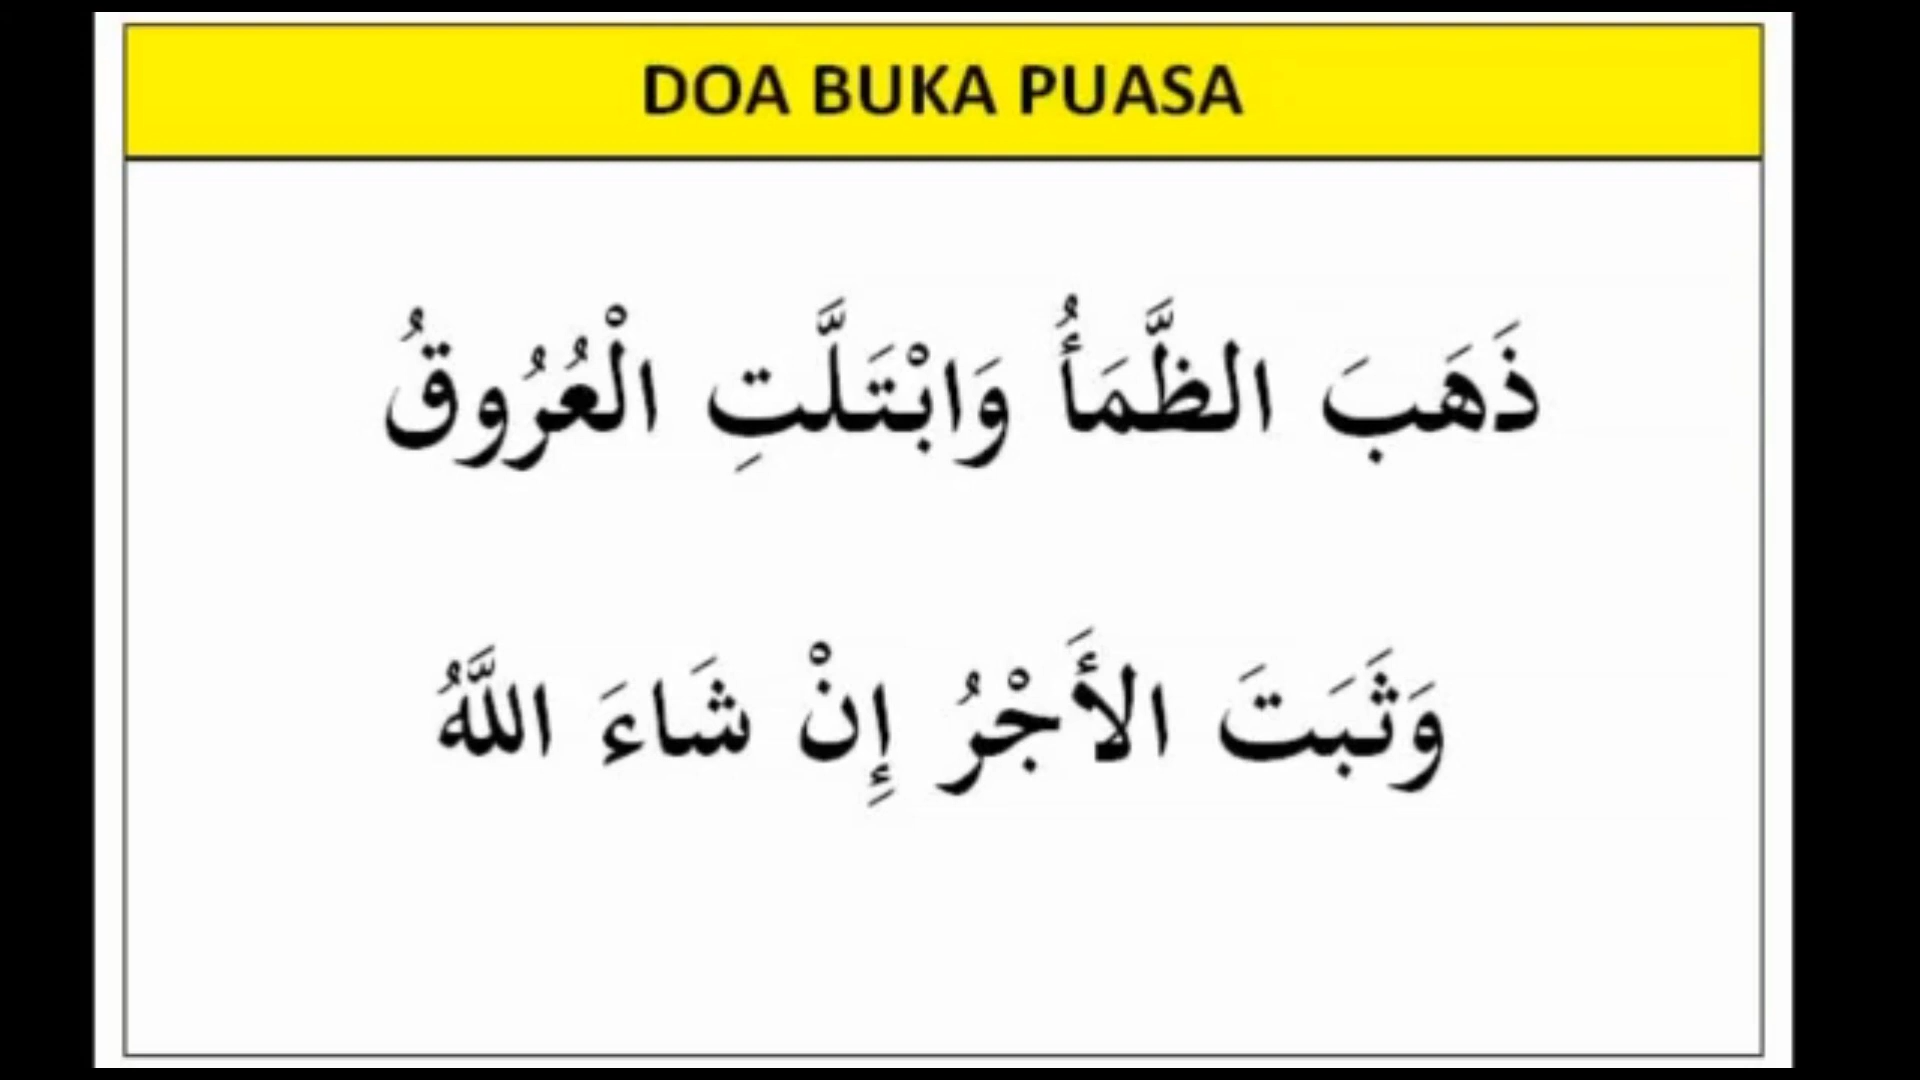 DOA BUKA PUASA
ذَهَبَ الظَّمَأُ وَابْتَلَّتِ الْعُرُوقُ
وَثَبَتَ الأَجْرُ إِنْ شَاءَ اللَّهُ